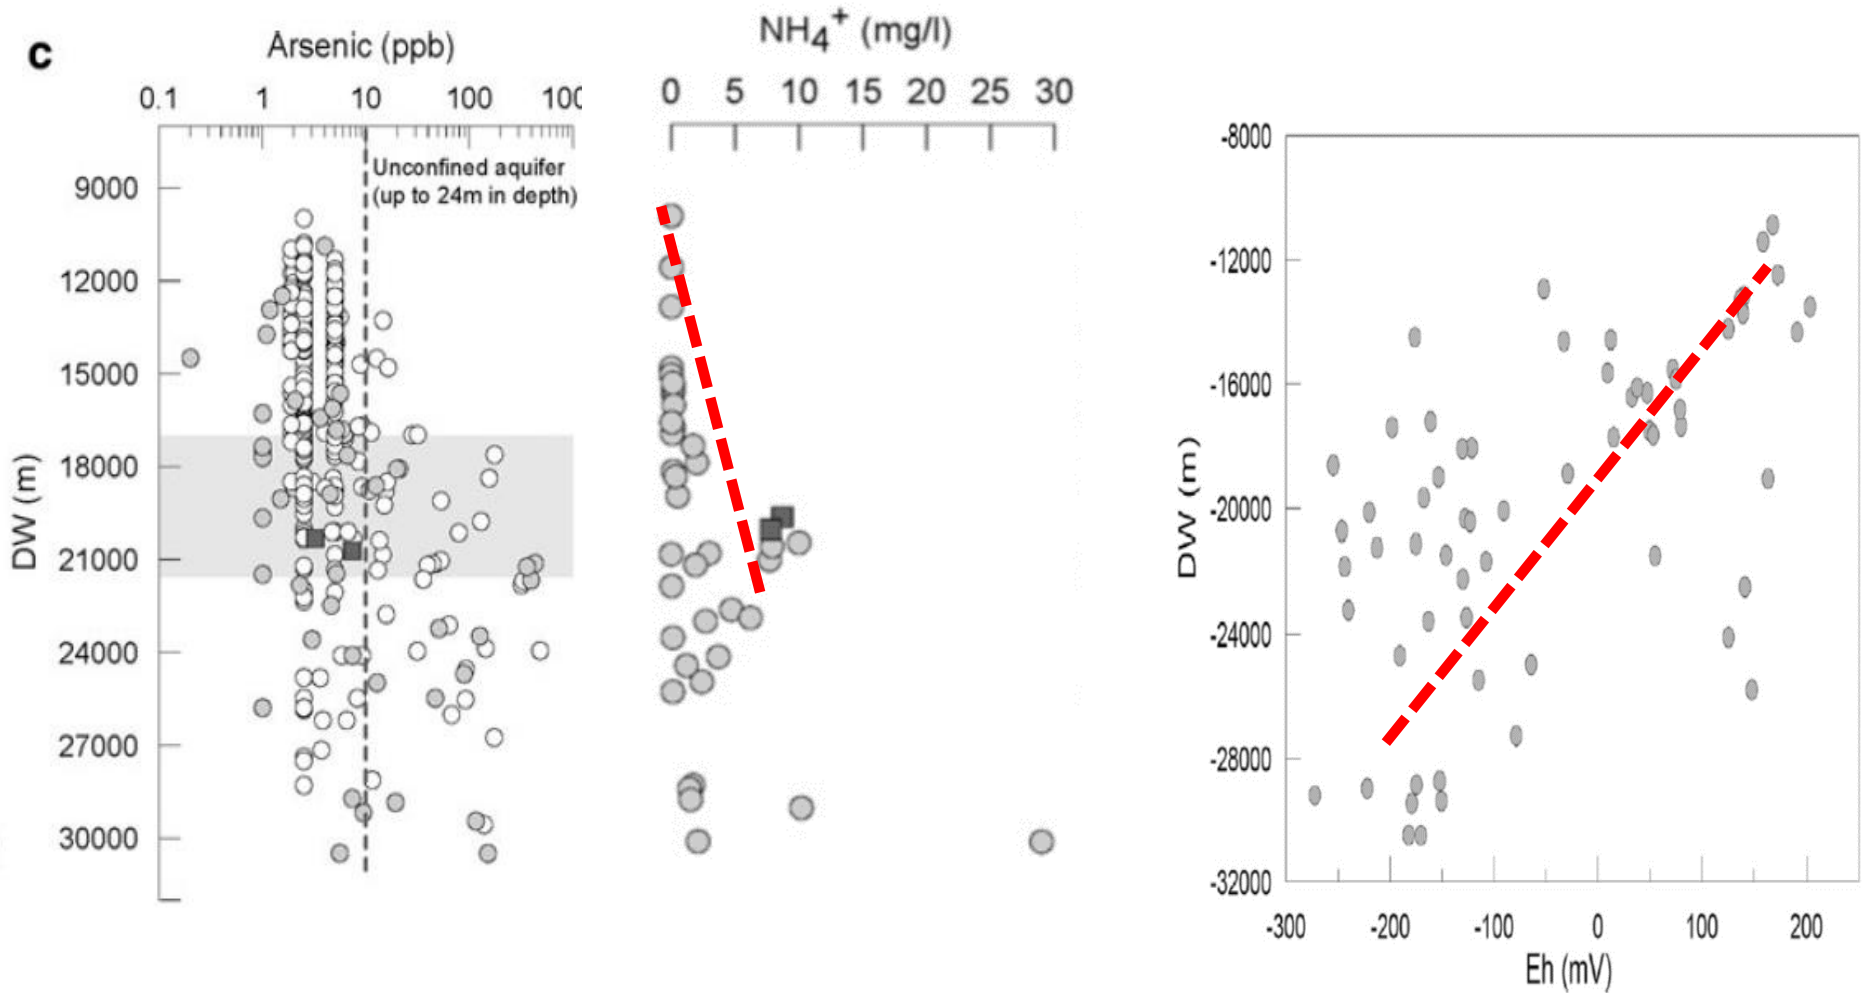 c
Arsenic (ppb)
0.1 1 10 100 100
Unconfined aquifer
(up to 24m in depth)
9000
12000
15000
18000
21000
24000
27000
30000
DW (m)
NH4+ (mg/l)
0 5 10 15 20 25 30
-8000
-12000
-16000
-20000
-24000
-28000
-32000
DW (m)
-300 -200 -100 0 100 200
Eh (mV)